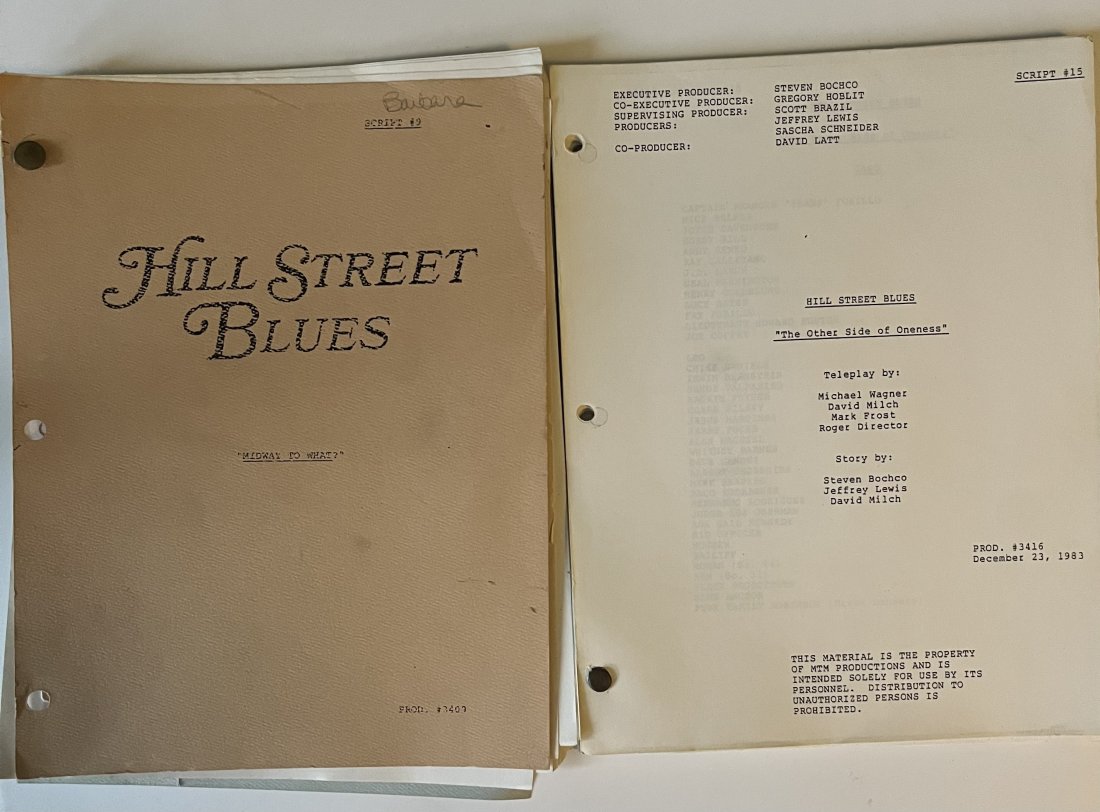 Barbara
SCRIPT #9
HILL STREET
BLUES
"MIDWAY TO WHAT?"
PROD. #3409
SCRIPT #15
EXECUTIVE PRODUCER: STEVEN BOCHCO
CO-EXECUTIVE PRODUCER: GREGORY HOBLIT
SUPERVISING PRODUCER: SCOTT BRAZIL
PRODUCERS: JEFFREY LEWIS
SASCHA SCHNEIDER
CO-PRODUCER: DAVID LATT
HILL STREET BLUES
"The Other Side of Oneness"
Teleplay by:
Michael Wagner
David Milch
Mark Frost
Roger Director
Story by:
Steven Bochco
Jeffrey Lewis
David Milch
PROD. #3416
December 23, 1983
THIS MATERIAL IS THE PROPERTY
OF MTM PRODUCTIONS AND IS
INTENDED SOLELY FOR USE BY ITS
PERSONNEL. DISTRIBUTION TO
UNAUTHORIZED PERSONS IS
PROHIBITED.